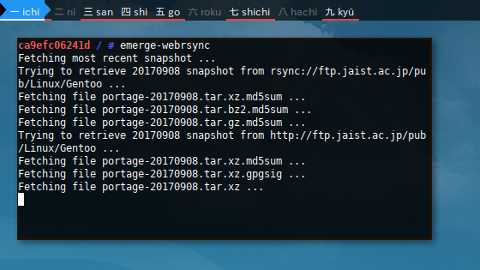 一 ichi 二 ni 三 san 四 shi 五 go 六 roku 七 shichi 八 hachi 九 kyū
ca9efc06241d / # emerge-webrsync
Fetching most recent snapshot ...
Trying to retrieve 20170908 snapshot from rsync://ftp.jaist.ac.jp/pu
b/Linux/Gentoo ...
Fetching file portage-20170908.tar.xz.md5sum ...
Fetching file portage-20170908.tar.bz2.md5sum ...
Fetching file portage-20170908.tar.gz.md5sum ...
Trying to retrieve 20170908 snapshot from http://ftp.jaist.ac.jp/pub
/Linux/Gentoo ...
Fetching file portage-20170908.tar.xz.md5sum ...
Fetching file portage-20170908.tar.xz.gpgsig ...
Fetching file portage-20170908.tar.xz ...